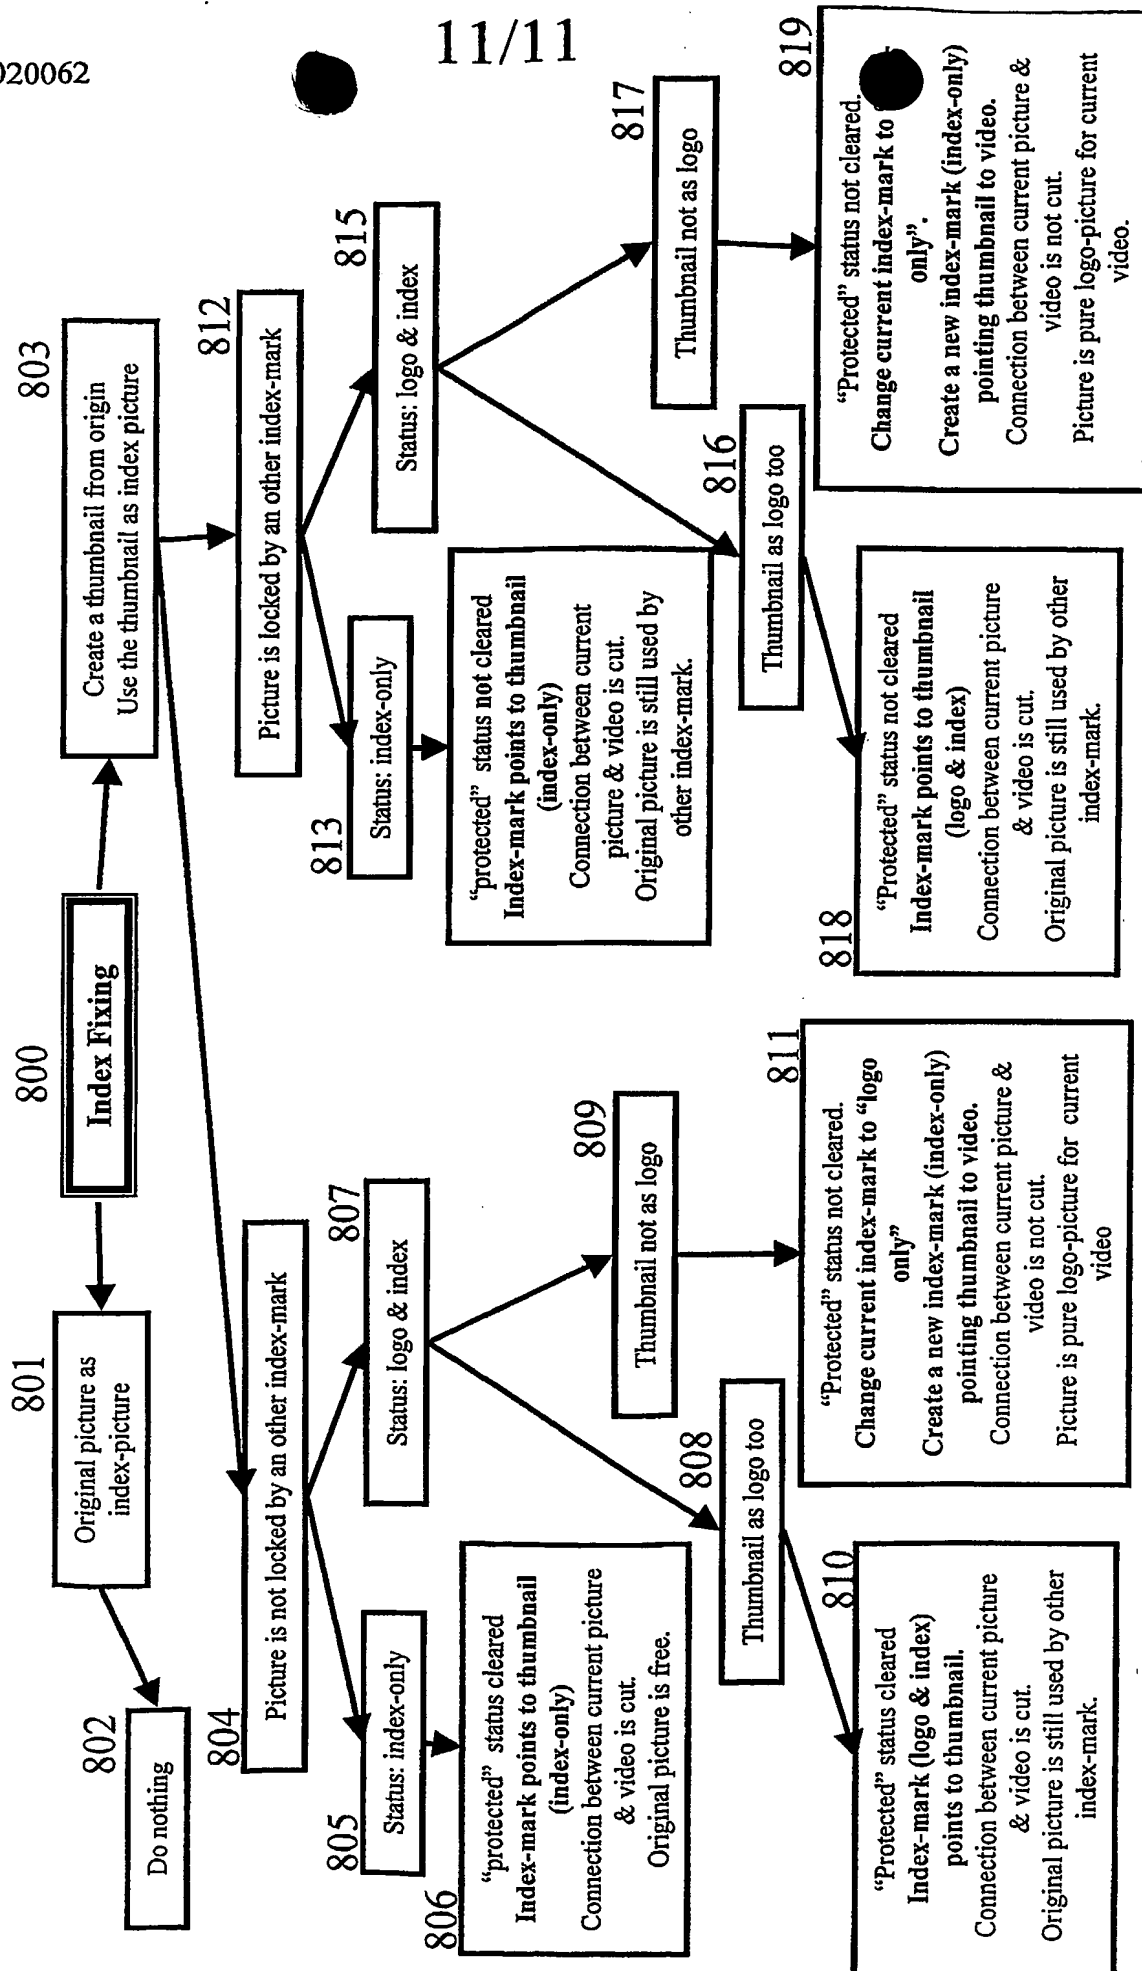 020062
11/11
800
Index Fixing
801
Original picture as
index-picture
802
Do nothing
803
Create a thumbnail from origin
Use the thumbnail as index picture
804
Picture is not locked by an other index-mark
805
Status: index-only
806
"protected" status cleared
Index-mark points to thumbnail
(index-only)
Connection between current picture
& video is cut.
Original picture is free.
807
Status: logo & index
808
Thumbnail as logo too
809
Thumbnail not as logo
810
"Protected" status cleared
Index-mark (logo & index)
points to thumbnail.
Connection between current picture
& video is cut.
Original picture is still used by other
index-mark.
811
"Protected" status not cleared.
Change current index-mark to "logo
only"
Create a new index-mark (index-only)
pointing thumbnail to video.
Connection between current picture &
video is not cut.
Picture is pure logo-picture for current
video
812
Picture is locked by an other index-mark
813
Status: index-only
"protected" status not cleared
Index-mark points to thumbnail
(index-only)
Connection between current
picture & video is cut.
Original picture is still used by
other index-mark.
815
Status: logo & index
816
Thumbnail as logo too
817
Thumbnail not as logo
818
"Protected" status not cleared
Index-mark points to thumbnail
(logo & index)
Connection between current picture
& video is cut.
Original picture is still used by other
index-mark.
819
"Protected" status not cleared.
Change current index-mark to
only".
Create a new index-mark (index-only)
pointing thumbnail to video.
Connection between current picture &
video is not cut.
Picture is pure logo-picture for current
video.